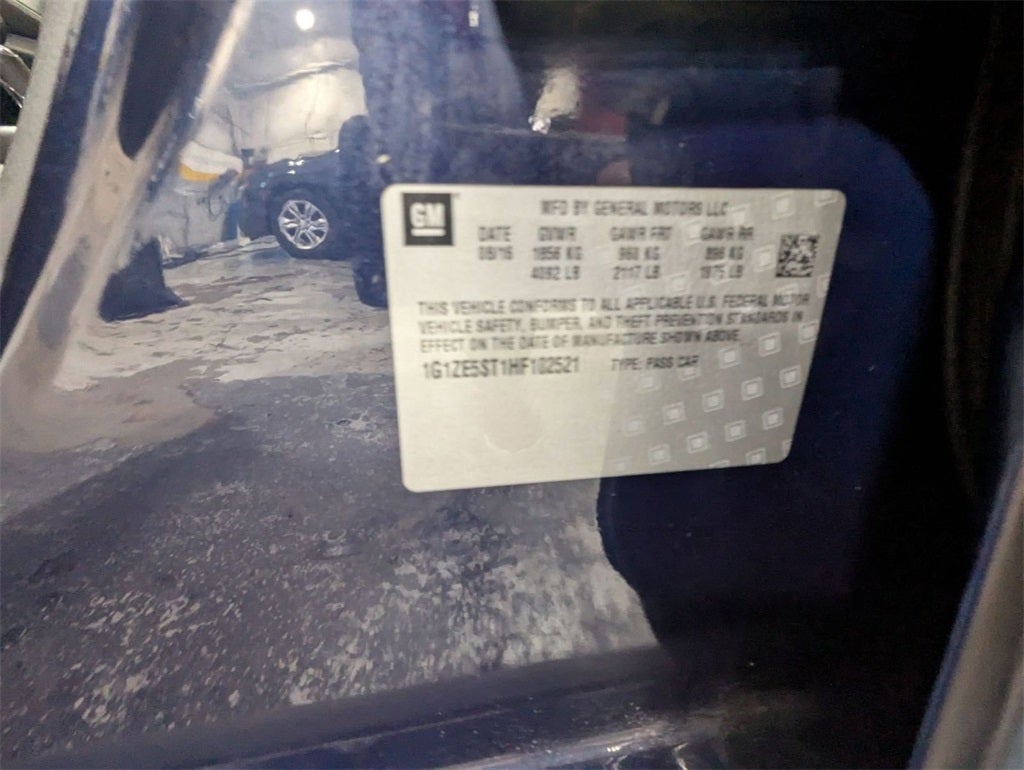 GM
MFD BY GENERAL MOTORS LLC
DATE GVWR GAWR FRT GAWR RR
08/16 1856 KG 960 KG 896 KG
4092 LB 2117 LB 1975 LB
THIS VEHICLE CONFORMS TO ALL APPLICABLE U.S. FEDERAL MOTOR
VEHICLE SAFETY, BUMPER, AND THEFT PREVENTION STANDARDS IN
EFFECT ON THE DATE OF MANUFACTURE SHOWN ABOVE.
1G1ZE5ST1HF102521 TYPE: PASS CAR